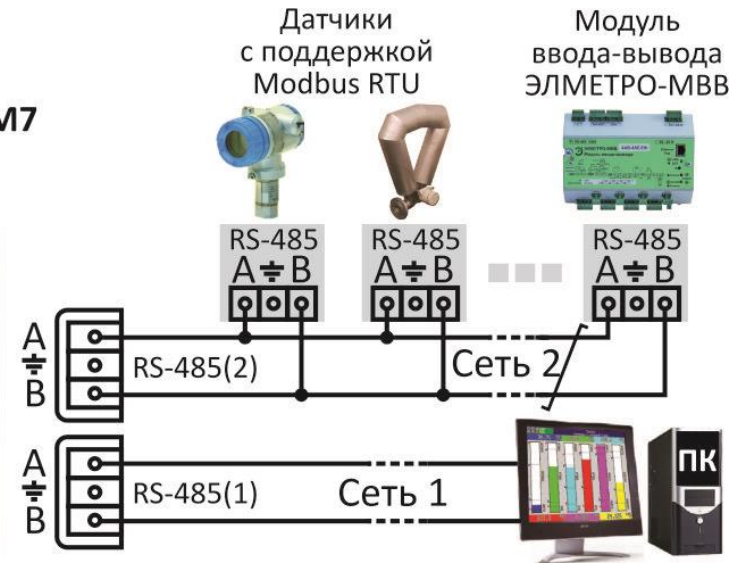 Датчики
с поддержкой
Modbus RTU
Модуль
ввода-вывода
ЭЛМЕТРО-МВВ
М7
RS-485
A B
RS-485
A B
RS-485
A B
A
B
RS-485(2)
Сеть 2
A
B
RS-485(1)
Сеть 1
ПК